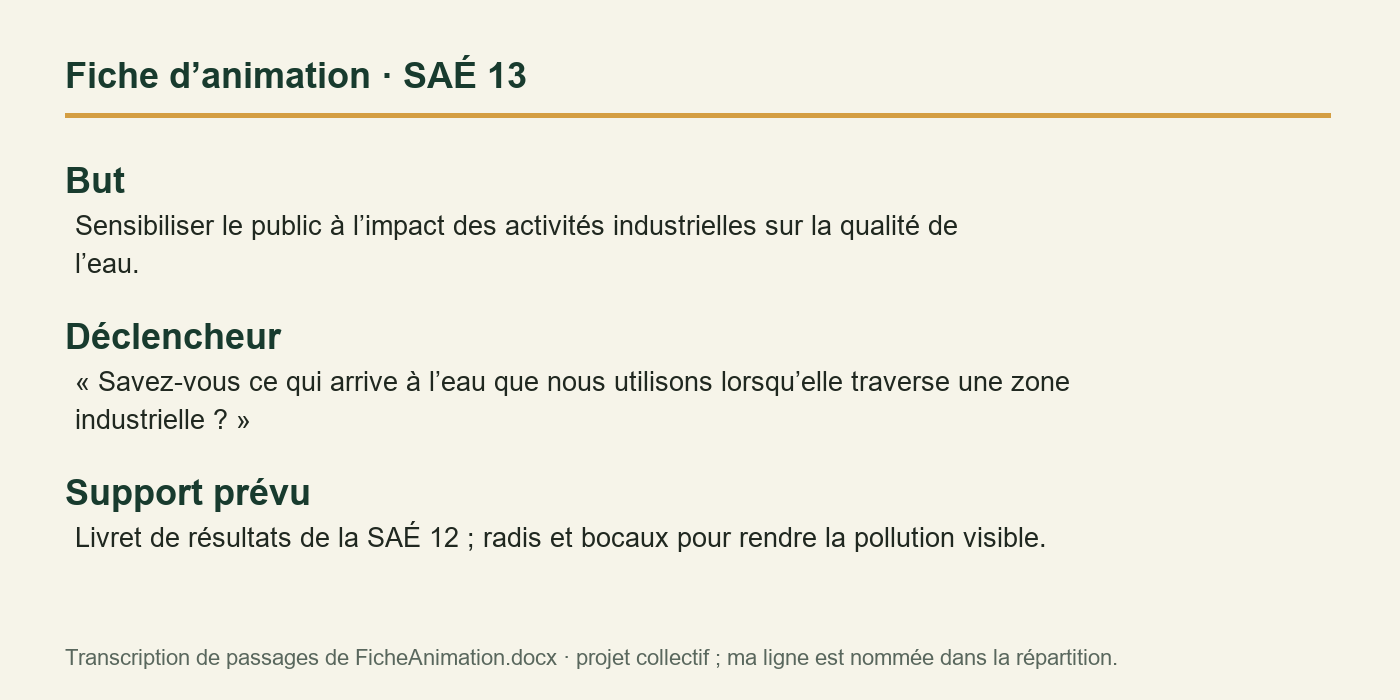 Fiche d’animation · SAÉ 13
But
Sensibiliser le public à l’impact des activités industrielles sur la qualité de
l’eau.
Déclencheur
« Savez-vous ce qui arrive à l’eau que nous utilisons lorsqu’elle traverse une zone
industrielle ? »
Support prévu
Livret de résultats de la SAÉ 12 ; radis et bocaux pour rendre la pollution visible.
Transcription de passages de FicheAnimation.docx · projet collectif ; ma ligne est nommée dans la répartition.